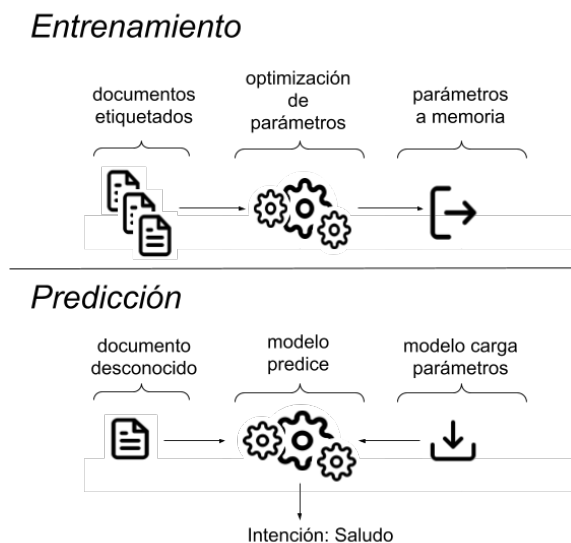 Entrenamiento
documentos
etiquetados
optimización
de
parámetros
parámetros
a memoria
Predicción
documento
desconocido
modelo
predice
modelo carga
parámetros
Intención: Saludo